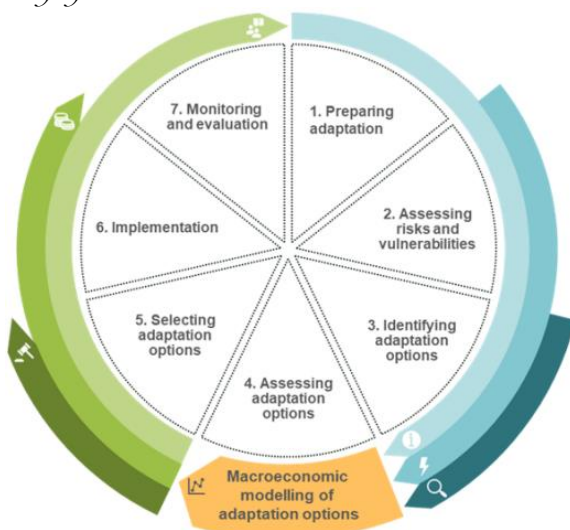 1. Preparing
adaptation
2. Assessing
risks and
vulnerabilities
3. Identifying
adaptation
options
4. Assessing
adaptation
options
5. Selecting
adaptation
options
6. Implementation
7. Monitoring
and evaluation
Macroeconomic
modelling of
adaptation options